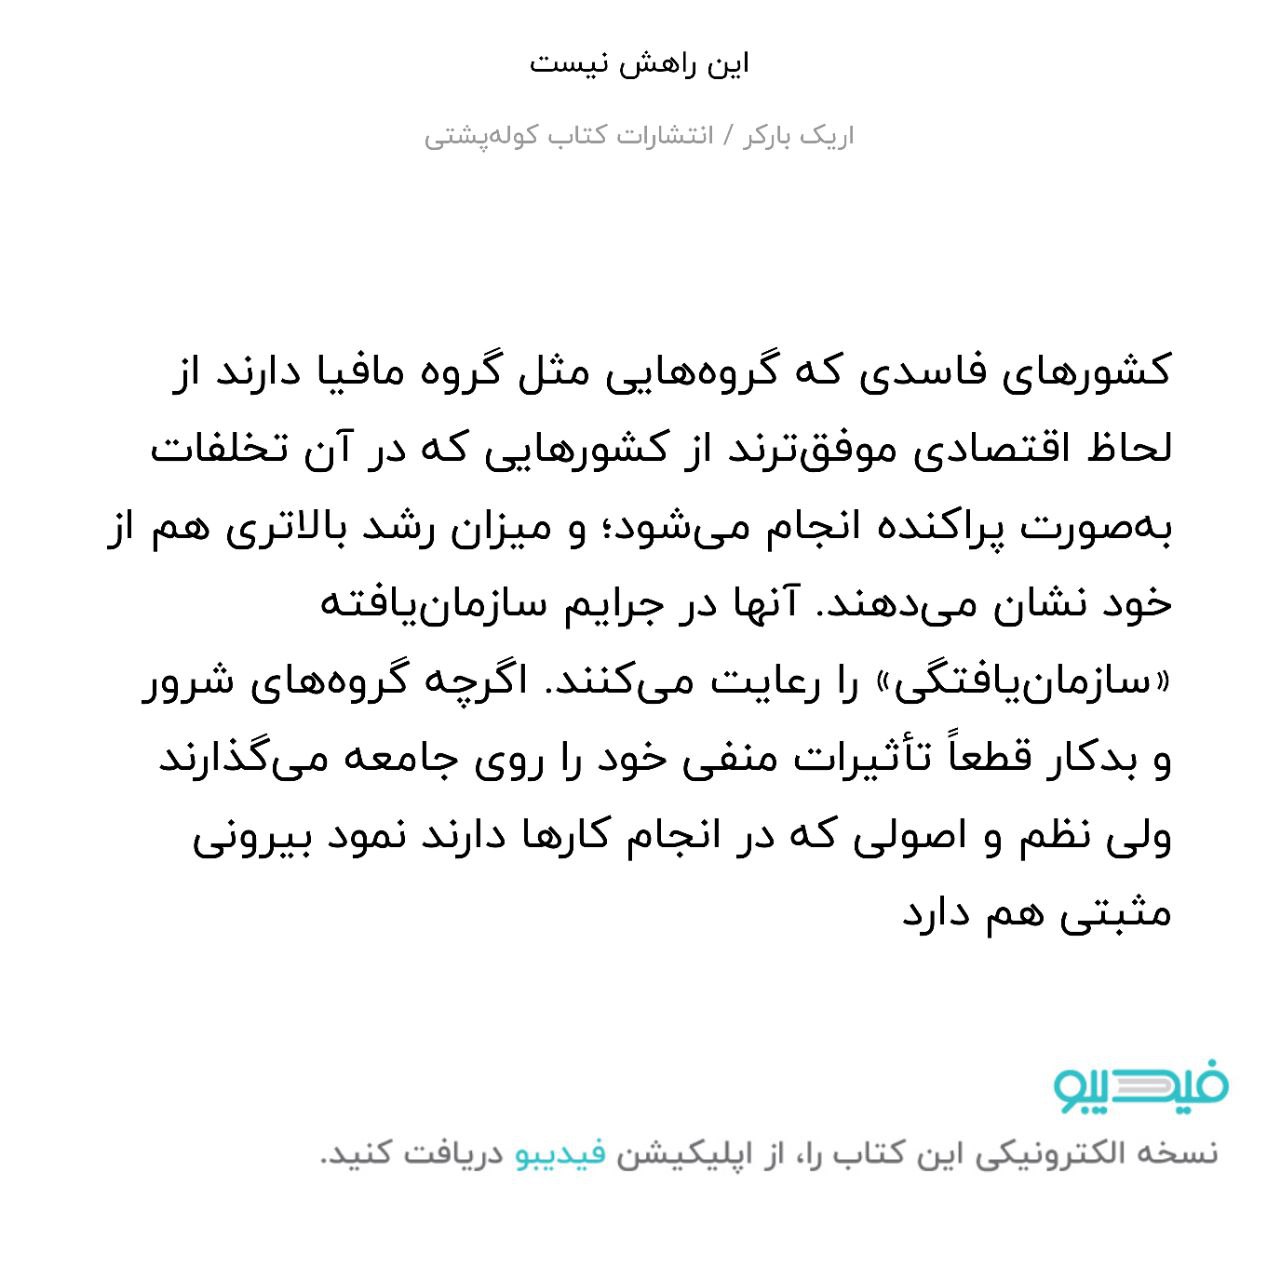 این راهش نیست
اریک بارکر / انتشارات کتاب کوله‌پشتی
کشورهای فاسدی که گروه‌هایی مثل گروه مافیا دارند از
لحاظ اقتصادی موفق‌ترند از کشورهایی که در آن تخلفات
به‌صورت پراکنده انجام می‌شود؛ و میزان رشد بالاتری هم از
خود نشان می‌دهند. آنها در جرایم سازمان‌یافته
«سازمان‌یافتگی» را رعایت می‌کنند. اگرچه گروه‌های شرور
و بدکار قطعاً تأثیرات منفی خود را روی جامعه می‌گذارند
ولی نظم و اصولی که در انجام کارها دارند نمود بیرونی
مثبتی هم دارد
فیدیبو
نسخه الکترونیکی این کتاب را، از اپلیکیشن فیدیبو دریافت کنید.